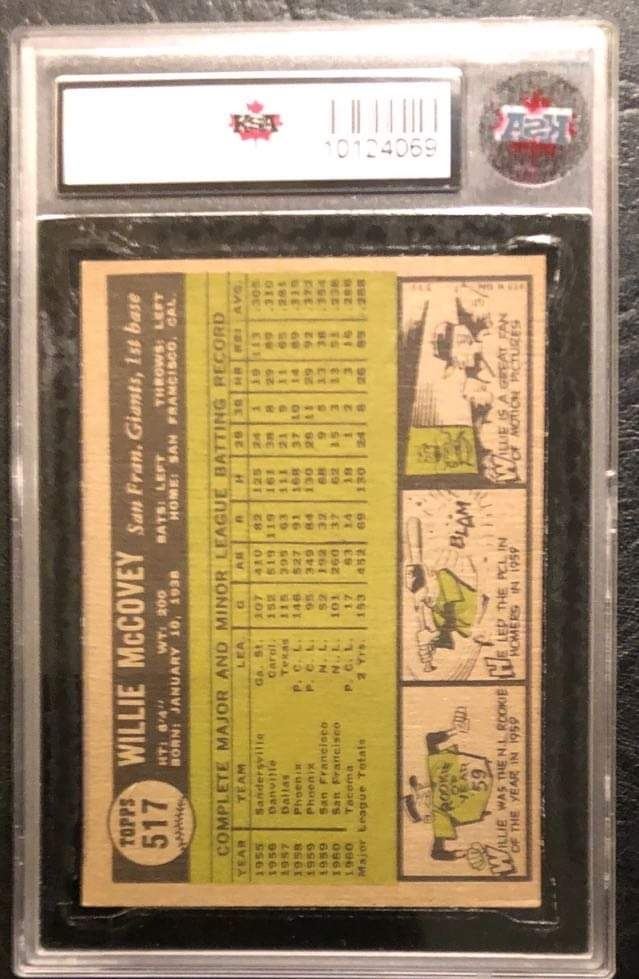 KSA
10124069
KSA
TOPPS
517
WILLIE McCOVEY San Fran. Giants, 1st base
HT: 6'4" WT: 200 BATS: LEFT THROWS: LEFT
BORN: JANUARY 10, 1938 HOME: SAN FRANCISCO, CAL.
COMPLETE MAJOR AND MINOR LEAGUE BATTING RECORD
YEAR TEAM LEA G AB R H 2B 3B HR RBI AVG.
1955 Sandersville Ga. St. 107 410 82 125 24 1 19 113 .305
1956 Danville Carol. 152 519 119 161 38 8 29 89 .310
1957 Dallas Texas 115 395 63 111 21 9 11 65 .281
1958 Phoenix P. C. L. 146 527 91 168 37 10 14 89 .319
1959 Phoenix P. C. L. 95 349 84 130 26 11 29 92 .372
1959 San Francisco N. L. 52 192 32 68 9 5 13 38 .354
1960 San Francisco N. L. 101 260 37 62 15 3 13 51 .238
1960 Tacoma P. C. L. 17 63 14 18 1 2 3 16 .286
Major League Totals 2 Yrs. 153 452 69 130 24 8 26 89 .288
ROOKIE OF YEAR 59
WILLIE WAS THE N.L. ROOKIE
OF THE YEAR IN 1959
BLAM
HE LED THE PCL IN
HOMERS IN 1959
WILLIE IS A GREAT FAN
OF MOTION PICTURES